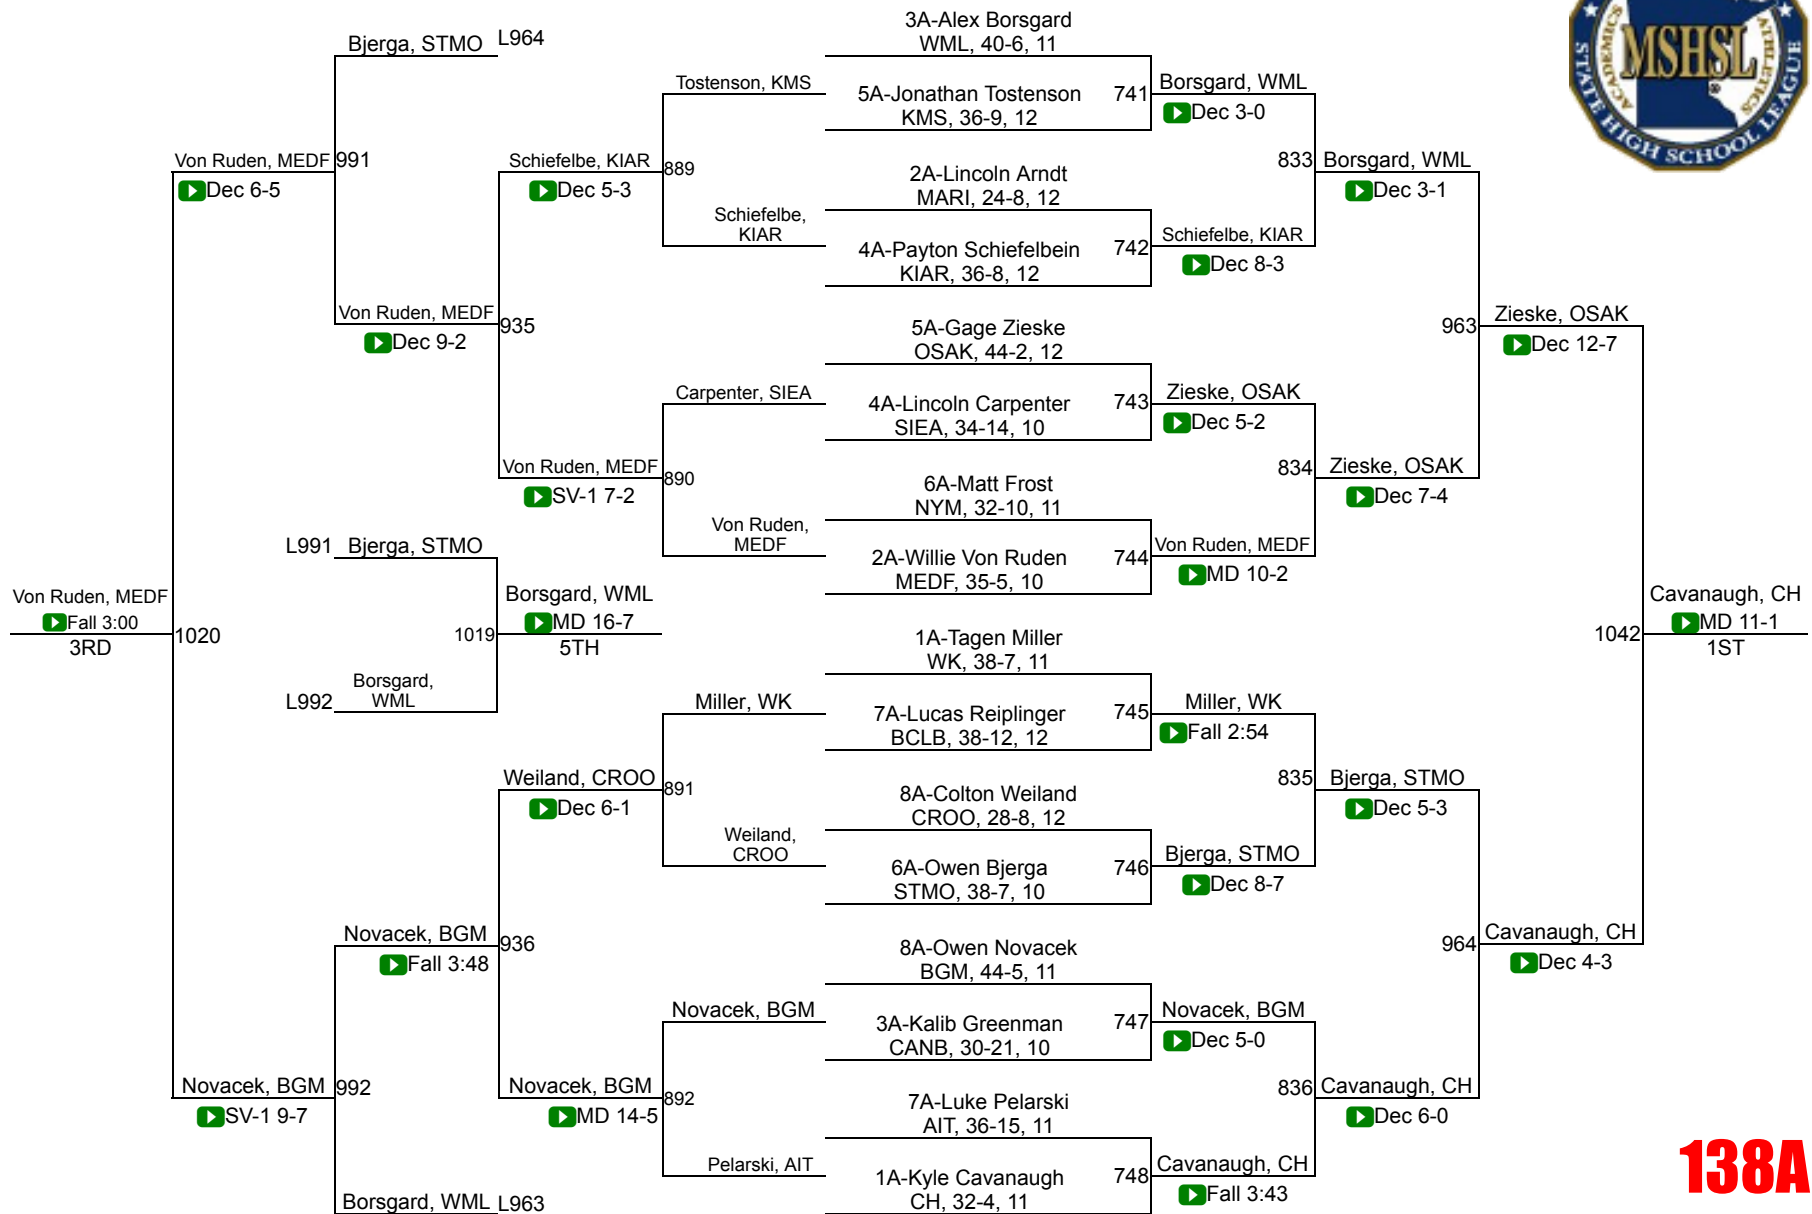 Bjerga, STMO
L964
991
Von Ruden, MEDF
Dec 6-5
Von Ruden, MEDF
Dec 9-2
935
Schiefelbe, KIAR
Dec 5-3
889
Tostenson, KMS
Schiefelbe,
KIAR
Von Ruden, MEDF
SV-1 7-2
890
Carpenter, SIEA
Von Ruden,
MEDF
L991
Bjerga, STMO
Von Ruden, MEDF
Fall 3:00
3RD
1020
1019
Borsgard, WML
MD 16-7
5TH
L992
Borsgard,
WML
Miller, WK
Weiland, CROO
Dec 6-1
891
Weiland,
CROO
Novacek, BGM
Fall 3:48
936
Novacek, BGM
Novacek, BGM
SV-1 9-7
992
Novacek, BGM
MD 14-5
892
Pelarski, AIT
Borsgard, WML
L963
3A-Alex Borsgard
WML, 40-6, 11
5A-Jonathan Tostenson
KMS, 36-9, 12
741
2A-Lincoln Arndt
MARI, 24-8, 12
4A-Payton Schiefelbein
KIAR, 36-8, 12
742
5A-Gage Zieske
OSAK, 44-2, 12
4A-Lincoln Carpenter
SIEA, 34-14, 10
743
6A-Matt Frost
NYM, 32-10, 11
2A-Willie Von Ruden
MEDF, 35-5, 10
744
1A-Tagen Miller
WK, 38-7, 11
7A-Lucas Reiplinger
BCLB, 38-12, 12
745
8A-Colton Weiland
CROO, 28-8, 12
6A-Owen Bjerga
STMO, 38-7, 10
746
8A-Owen Novacek
BGM, 44-5, 11
3A-Kalib Greenman
CANB, 30-21, 10
747
7A-Luke Pelarski
AIT, 36-15, 11
1A-Kyle Cavanaugh
CH, 32-4, 11
748
Borsgard, WML
Dec 3-0
833
Borsgard, WML
Dec 3-1
Schiefelbe, KIAR
Dec 8-3
963
Zieske, OSAK
Dec 12-7
Zieske, OSAK
Dec 5-2
834
Zieske, OSAK
Dec 7-4
Von Ruden, MEDF
MD 10-2
1042
Cavanaugh, CH
MD 11-1
1ST
Miller, WK
Fall 2:54
835
Bjerga, STMO
Dec 5-3
Bjerga, STMO
Dec 8-7
964
Cavanaugh, CH
Dec 4-3
Novacek, BGM
Dec 5-0
836
Cavanaugh, CH
Dec 6-0
Cavanaugh, CH
Fall 3:43
ACADEMICS
ATHLETICS
MSHSL
STATE HIGH SCHOOL LEAGUE
138A